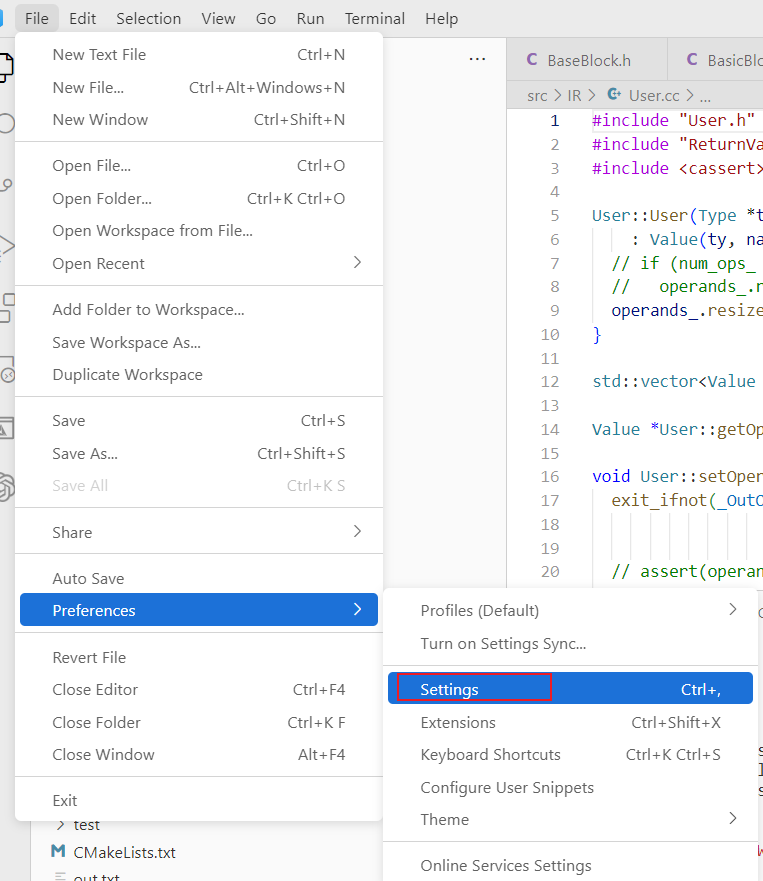 File Edit Selection View Go Run Terminal Help
New Text File Ctrl+N
New File... Ctrl+Alt+Windows+N
New Window Ctrl+Shift+N
Open File... Ctrl+O
Open Folder... Ctrl+K Ctrl+O
Open Workspace from File...
Open Recent
Add Folder to Workspace...
Save Workspace As...
Duplicate Workspace
Save Ctrl+S
Save As... Ctrl+Shift+S
Save All Ctrl+K S
Share
Auto Save
Preferences
Revert File
Close Editor Ctrl+F4
Close Folder Ctrl+K F
Close Window Alt+F4
Exit
test
CMakeLists.txt
out.txt
Profiles (Default)
Turn on Settings Sync...
Settings Ctrl+,
Extensions Ctrl+Shift+X
Keyboard Shortcuts Ctrl+K Ctrl+S
Configure User Snippets
Theme
Online Services Settings
C BaseBlock.h C BasicBlo
src > IR > User.cc > ...
1 #include "User.h"
2 #include "ReturnVa
3 #include <cassert>
4
5 User::User(Type *t
6 : Value(ty, na
7 // if (num_ops_
8 // operands_.r
9 operands_.resize
10 }
11
12 std::vector<Value
13
14 Value *User::getOp
15
16 void User::setOper
17 exit_ifnot(_OutO
18
19
20 // assert(operan